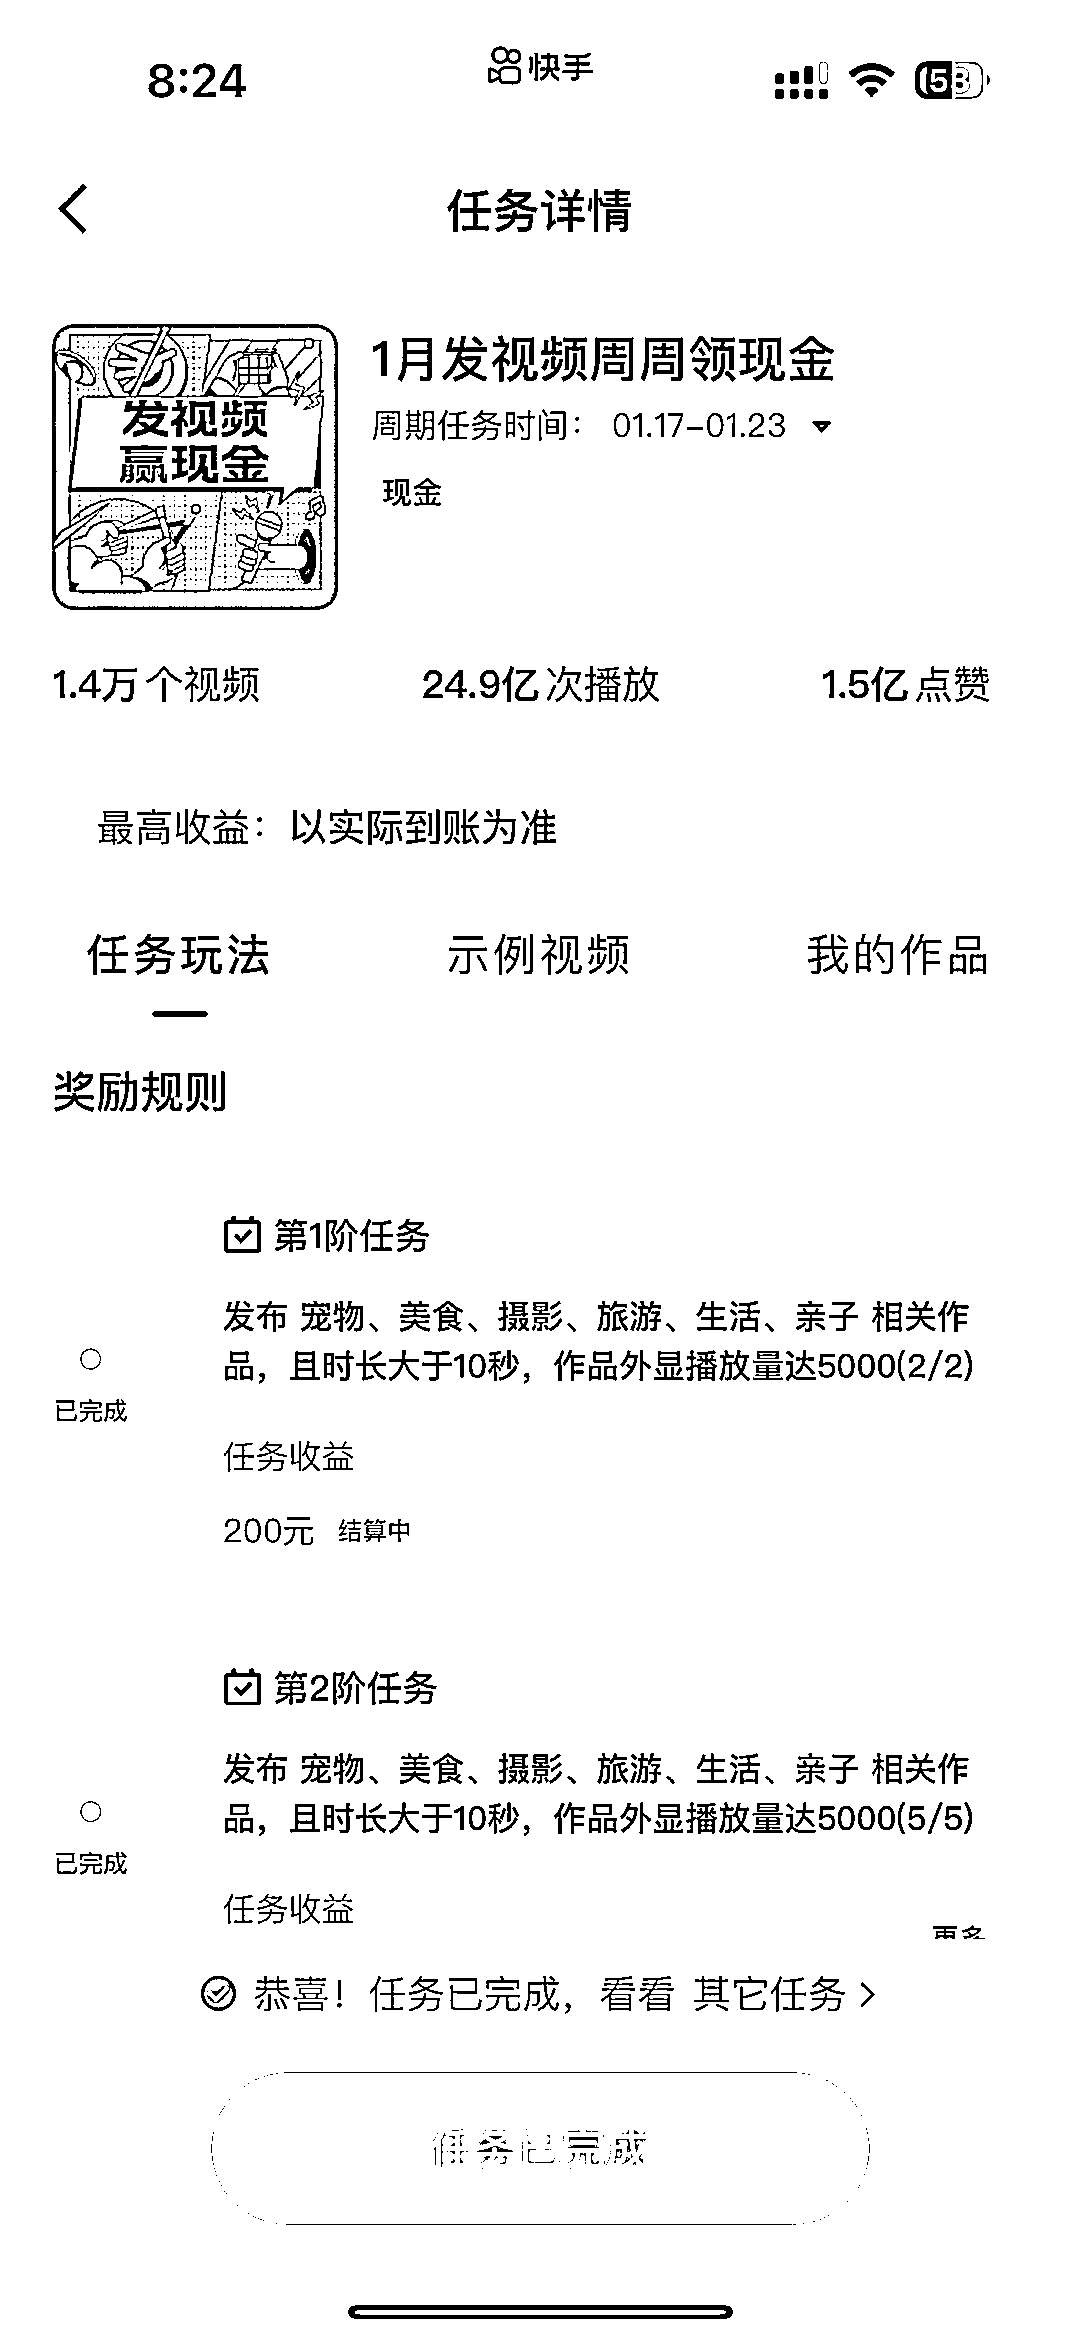 8:24
快手
58
任务详情
发视频
赢现金
1月发视频周周领现金
周期任务时间： 01.17-01.23
现金
1.4万个视频
24.9亿次播放
1.5亿点赞
最高收益：以实际到账为准
任务玩法
示例视频
我的作品
奖励规则
第1阶任务
发布 宠物、美食、摄影、旅游、生活、亲子 相关作
品，且时长大于10秒，作品外显播放量达5000(2/2)
已完成
任务收益
200元 结算中
第2阶任务
发布 宠物、美食、摄影、旅游、生活、亲子 相关作
品，且时长大于10秒，作品外显播放量达5000(5/5)
已完成
任务收益
更多
恭喜！任务已完成，看看 其它任务
任务已完成